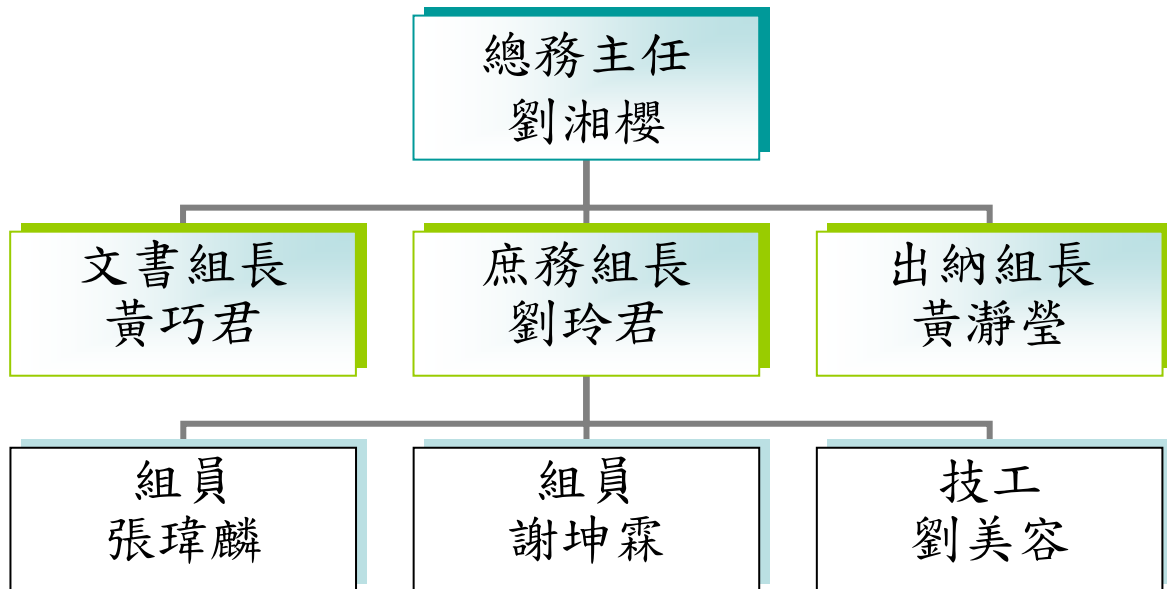 總務主任
劉湘櫻
文書組長
黃巧君
庶務組長
劉玲君
出納組長
黃瀞瑩
組員
張瑋麟
組員
謝坤霖
技工
劉美容